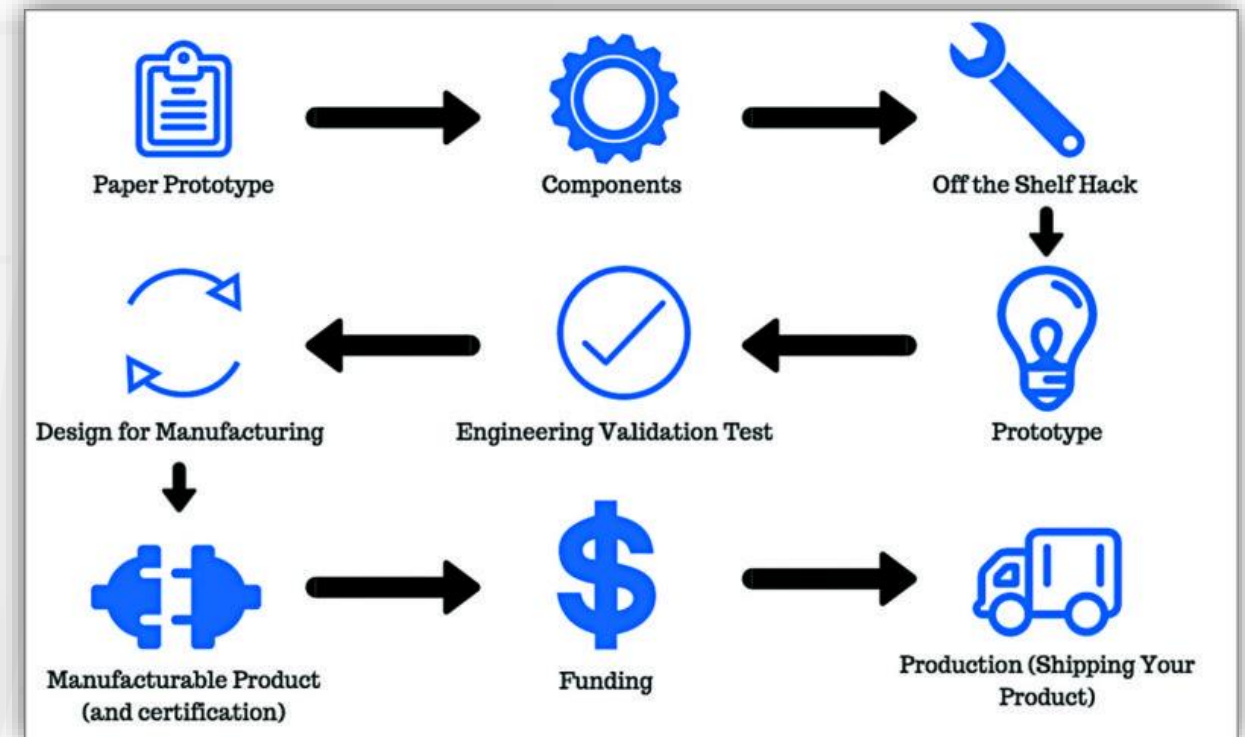 Paper Prototype
Components
Off the Shelf Hack
Design for Manufacturing
Engineering Validation Test
Prototype
Manufacturable Product
(and certification)
Funding
Production (Shipping Your
Product)